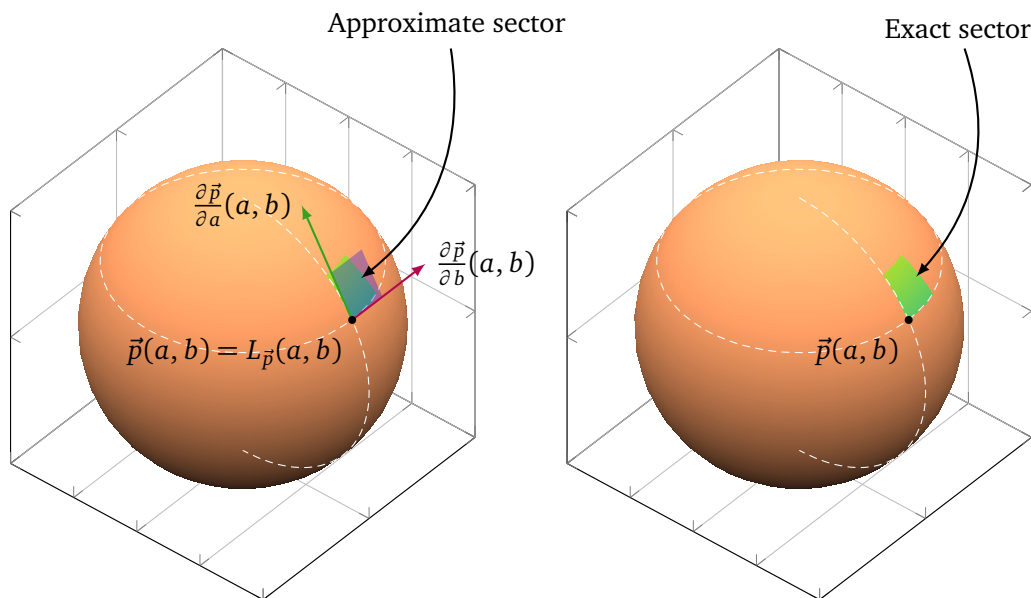 Approximate sector
Exact sector
∂p⃗/∂a (a, b)
∂p⃗/∂b (a, b)
p⃗(a, b) = L_p⃗(a, b)
p⃗(a, b)